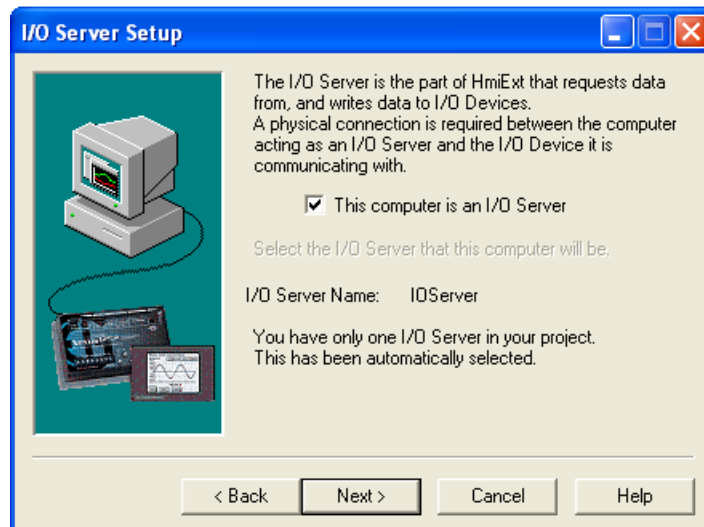 I/O Server Setup
The I/O Server is the part of HmiExt that requests data
from, and writes data to I/O Devices.
A physical connection is required between the computer
acting as an I/O Server and the I/O Device it is
communicating with.
This computer is an I/O Server
Select the I/O Server that this computer will be.
I/O Server Name: IOServer
You have only one I/O Server in your project.
This has been automatically selected.
< Back Next > Cancel Help